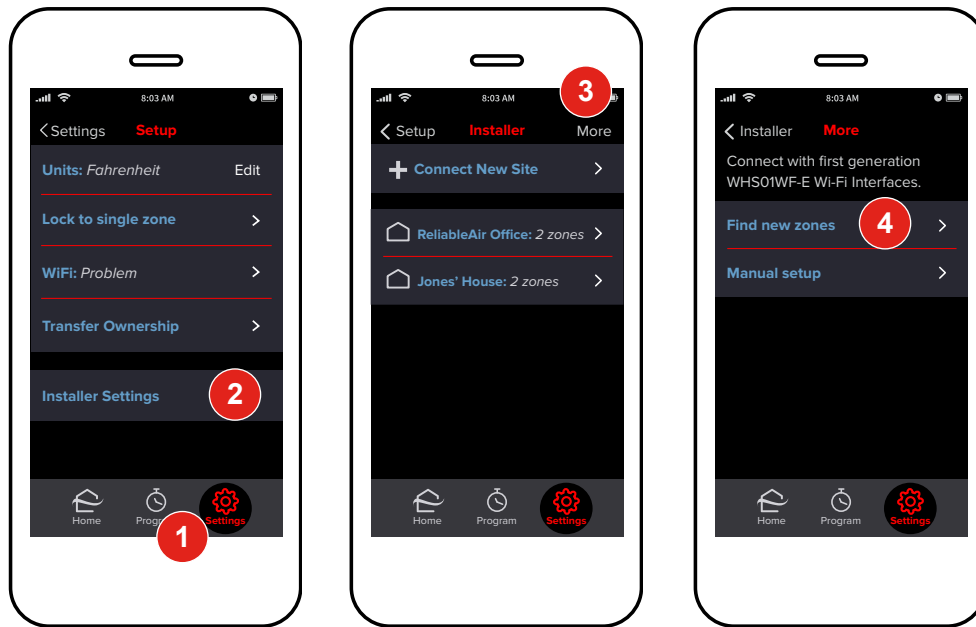 8:03 AM
Settings Setup
Units: Fahrenheit Edit
Lock to single zone
WiFi: Problem
Transfer Ownership
Installer Settings
2
Home Settings
1
8:03 AM
3
Setup Installer More
Connect New Site
ReliableAir Office: 2 zones
Jones' House: 2 zones
Home Program Settings
8:03 AM
Installer More
Connect with first generation
WHS01WF-E Wi-Fi Interfaces.
Find new zones
4
Manual setup
Home Program Settings